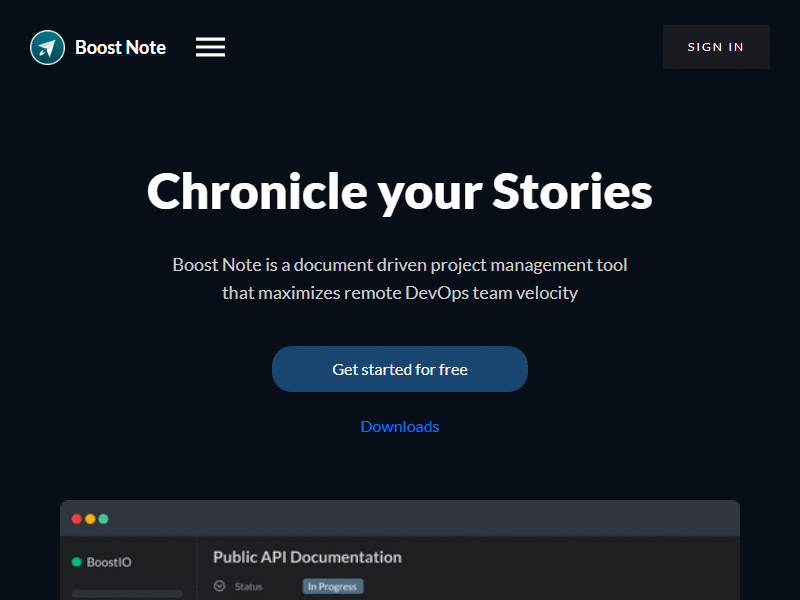 Boost Note
SIGN IN
Chronicle your Stories
Boost Note is a document driven project management tool
that maximizes remote DevOps team velocity
Get started for free
Downloads
BoostIO
Public API Documentation
Status
In Progress